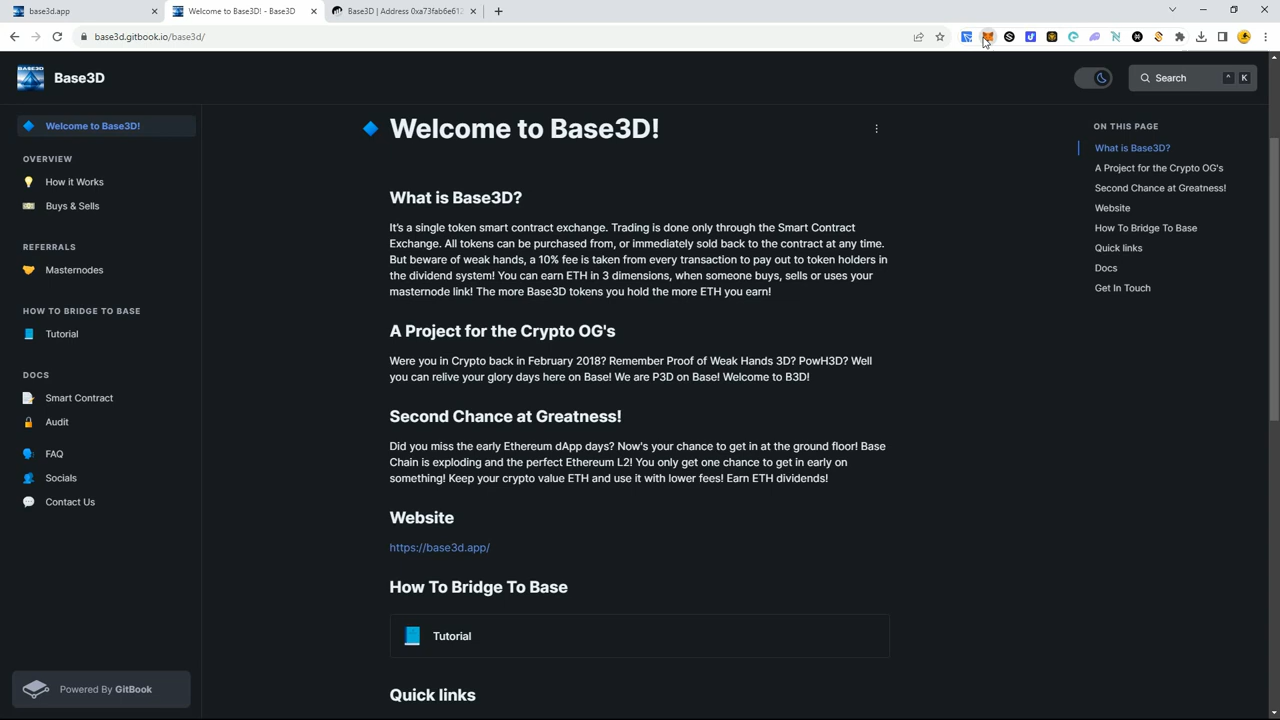 base3d.app
Welcome to Base3D! - Base3D
Base3D | Address 0xa73fab6e612
base3d.gitbook.io/base3d/
Base3D
Search
^ K
Welcome to Base3D!
OVERVIEW
How it Works
Buys & Sells
REFERRALS
Masternodes
HOW TO BRIDGE TO BASE
Tutorial
DOCS
Smart Contract
Audit
FAQ
Socials
Contact Us
Powered By GitBook
Welcome to Base3D!
What is Base3D?
It's a single token smart contract exchange. Trading is done only through the Smart Contract
Exchange. All tokens can be purchased from, or immediately sold back to the contract at any time.
But beware of weak hands, a 10% fee is taken from every transaction to pay out to token holders in
the dividend system! You can earn ETH in 3 dimensions, when someone buys, sells or uses your
masternode link! The more Base3D tokens you hold the more ETH you earn!
A Project for the Crypto OG's
Were you in Crypto back in February 2018? Remember Proof of Weak Hands 3D? PowH3D? Well
you can relive your glory days here on Base! We are P3D on Base! Welcome to B3D!
Second Chance at Greatness!
Did you miss the early Ethereum dApp days? Now's your chance to get in at the ground floor! Base
Chain is exploding and the perfect Ethereum L2! You only get one chance to get in early on
something! Keep your crypto value ETH and use it with lower fees! Earn ETH dividends!
Website
https://base3d.app/
How To Bridge To Base
Tutorial
Quick links
ON THIS PAGE
What is Base3D?
A Project for the Crypto OG's
Second Chance at Greatness!
Website
How To Bridge To Base
Quick links
Docs
Get In Touch